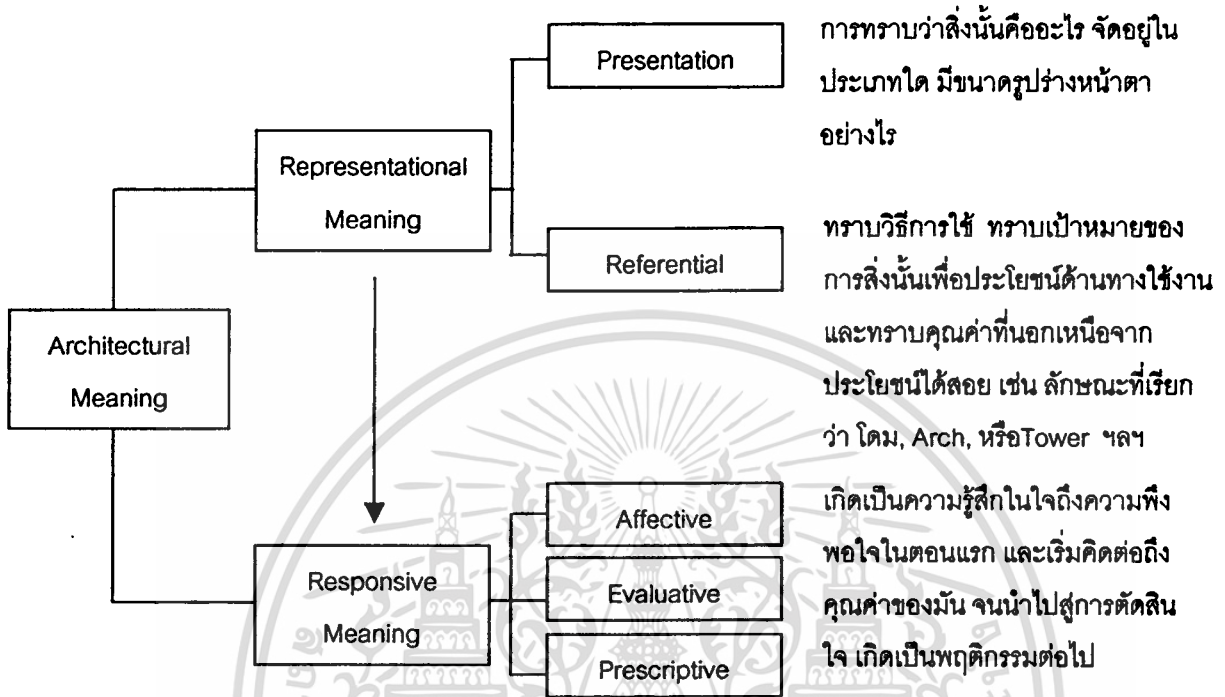 Architectural
Meaning
Representational
Meaning
Presentation
การทราบว่าสิ่งนั้นคืออะไร จัดอยู่ใน
ประเภทใด มีขนาดรูปร่างหน้าตา
อย่างไร
Referential
ทราบวิธีการใช้ ทราบเป้าหมายของ
การสิ่งนั้นเพื่อประโยชน์ด้านทางใช้งาน
และทราบคุณค่าที่นอกเหนือจาก
ประโยชน์ได้สอย เช่น ลักษณะที่เรียก
ว่า โดม, Arch, หรือTower ฯลฯ
Responsive
Meaning
Affective
Evaluative
Prescriptive
เกิดเป็นความรู้สึกในใจถึงความพึง
พอใจในตอนแรก และเริ่มคิดต่อถึง
คุณค่าของมัน จนนำไปสู่การตัดสิน
ใจ เกิดเป็นพฤติกรรมต่อไป